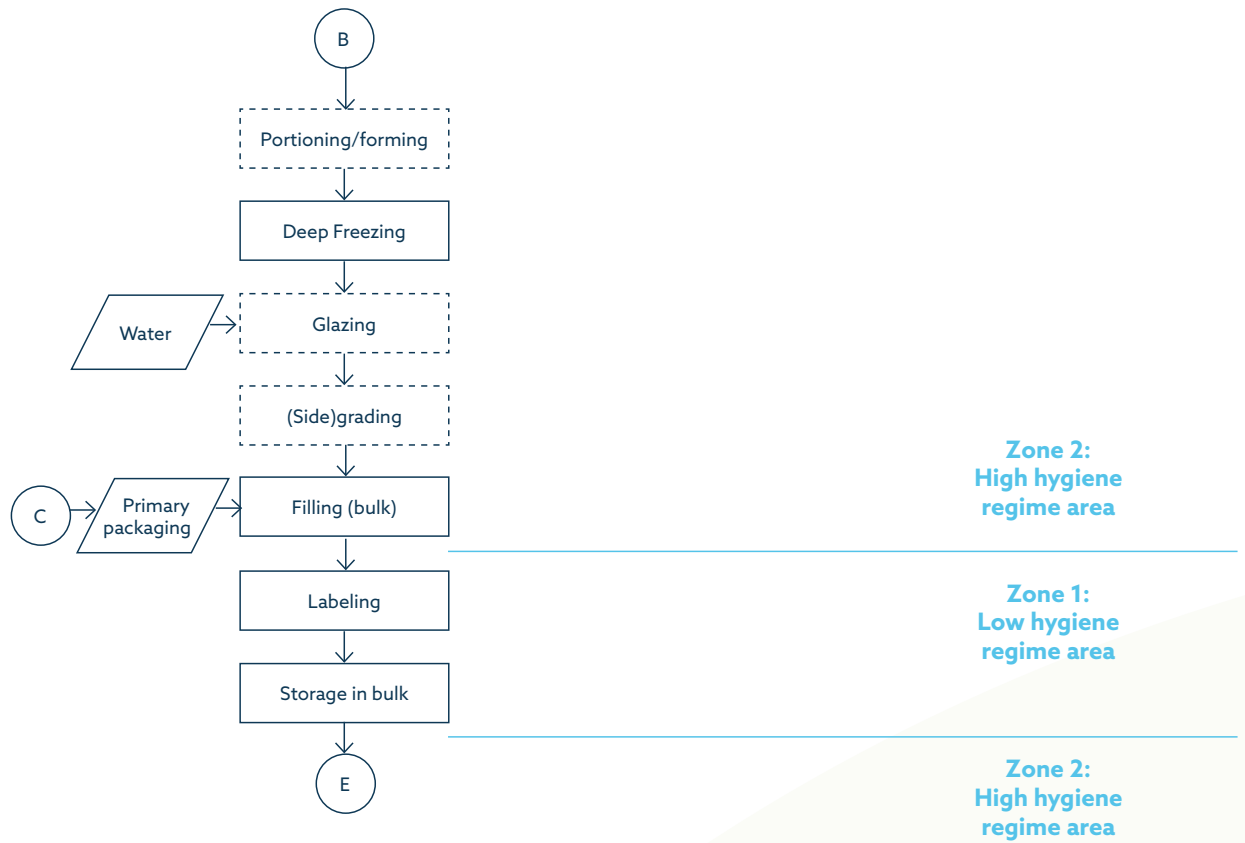 B
Portioning/forming
Deep Freezing
Water
Glazing
(Side)grading
Zone 2:
High hygiene
regime area
C
Primary
packaging
Filling (bulk)
Labeling
Zone 1:
Low hygiene
regime area
Storage in bulk
E
Zone 2:
High hygiene
regime area